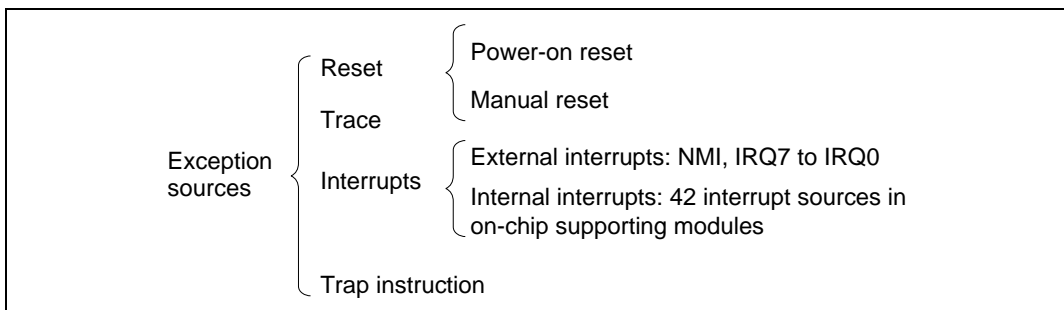 Exception
sources
Reset
Power-on reset
Manual reset
Trace
Interrupts
External interrupts: NMI, IRQ7 to IRQ0
Internal interrupts: 42 interrupt sources in
on-chip supporting modules
Trap instruction